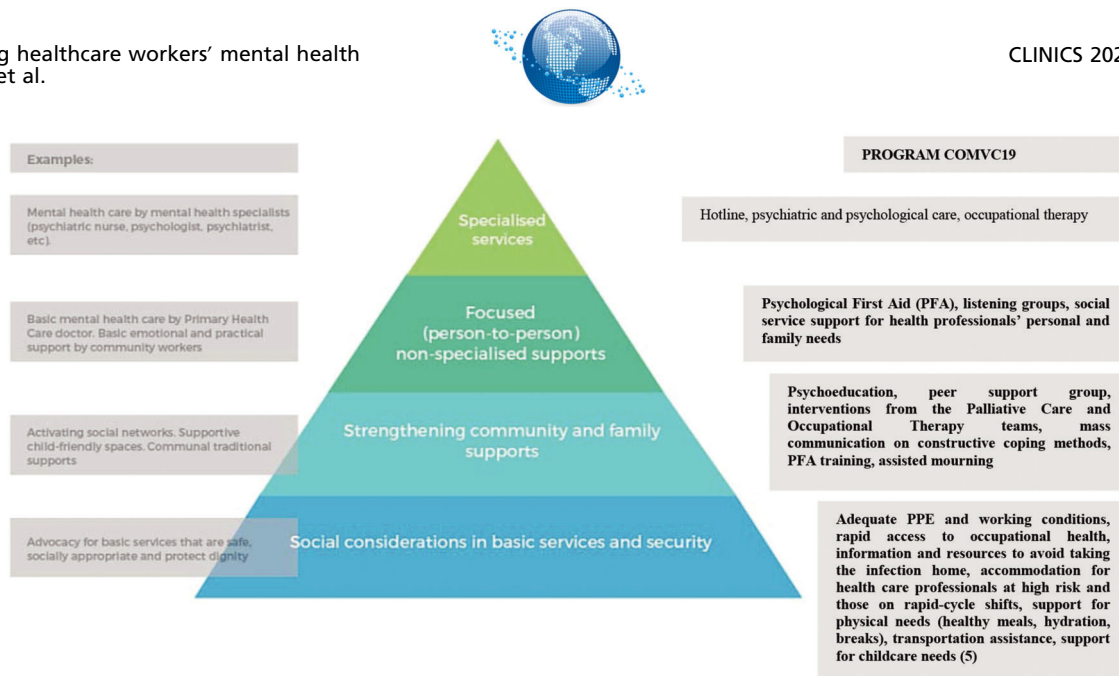 g healthcare workers' mental health
et al.
CLINICS 202
Examples:
Mental health care by mental health specialists
(psychiatric nurse, psychologist, psychiatrist,
etc).
Basic mental health care by Primary Health
Care doctor. Basic emotional and practical
support by community workers
Activating social networks. Supportive
child-friendly spaces. Communal traditional
supports
Advocacy for basic services that are safe,
socially appropriate and protect dignity
Specialised
services
Focused
(person-to-person)
non-specialised supports
Strengthening community and family
supports
Social considerations in basic services and security
PROGRAM COMVC19
Hotline, psychiatric and psychological care, occupational therapy
Psychological First Aid (PFA), listening groups, social
service support for health professionals' personal and
family needs
Psychoeducation, peer support group,
interventions from the Palliative Care and
Occupational Therapy teams, mass
communication on constructive coping methods,
PFA training, assisted mourning
Adequate PPE and working conditions,
rapid access to occupational health,
information and resources to avoid taking
the infection home, accommodation for
health care professionals at high risk and
those on rapid-cycle shifts, support for
physical needs (healthy meals, hydration,
breaks), transportation assistance, support
for childcare needs (5)